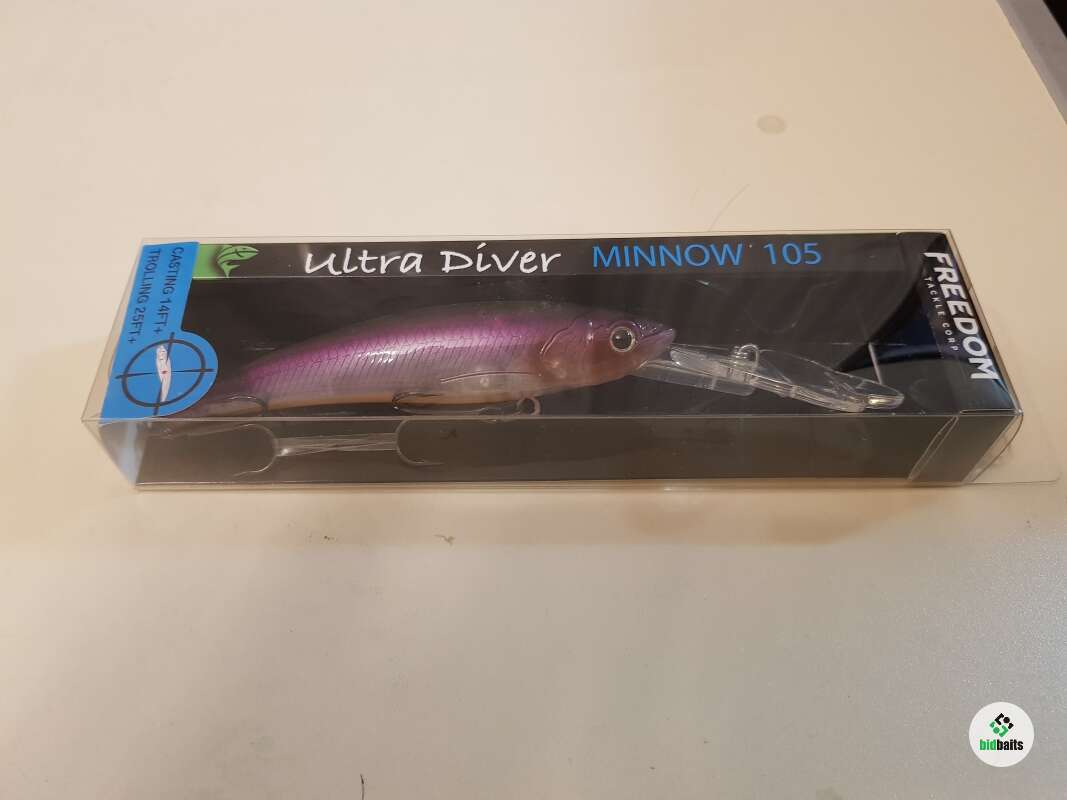 Ultra Diver MINNOW 105
CASTING 14FT+
TROLLING 25FT+
FREEDOM
TACKLE CORP
bidbaits